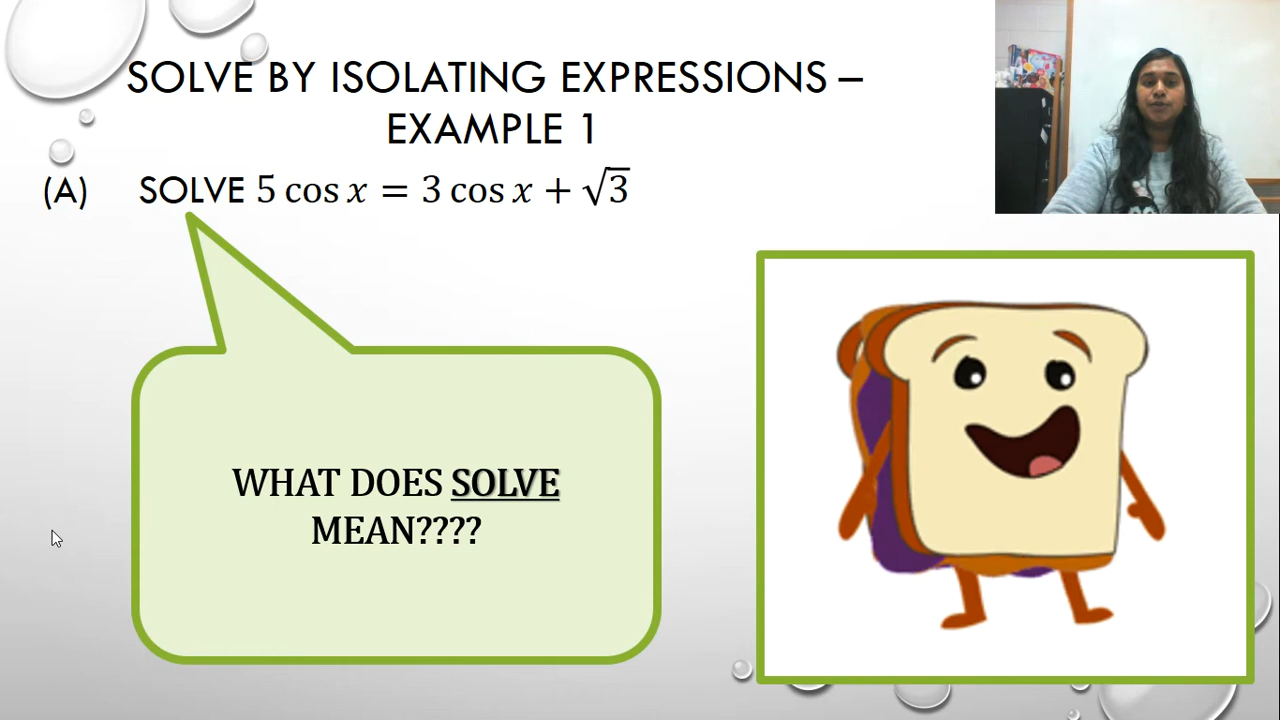 SOLVE BY ISOLATING EXPRESSIONS –
EXAMPLE 1
(A) SOLVE 5 cos x = 3 cos x + √3
WHAT DOES SOLVE
MEAN????